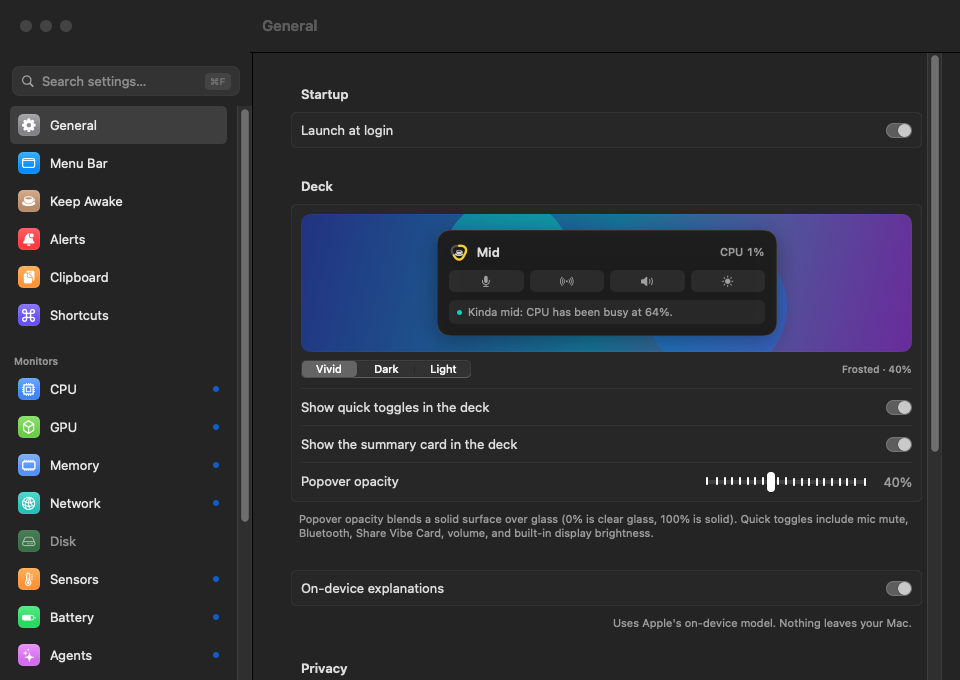 General
Search settings... ⌘F
General
Menu Bar
Keep Awake
Alerts
Clipboard
Shortcuts
Monitors
CPU
GPU
Memory
Network
Disk
Sensors
Battery
Agents
Startup
Launch at login
Deck
Mid CPU 1%
Kinda mid: CPU has been busy at 64%.
Vivid Dark Light Frosted · 40%
Show quick toggles in the deck
Show the summary card in the deck
Popover opacity 40%
Popover opacity blends a solid surface over glass (0% is clear glass, 100% is solid). Quick toggles include mic mute,
Bluetooth, Share Vibe Card, volume, and built-in display brightness.
On-device explanations
Uses Apple's on-device model. Nothing leaves your Mac.
Privacy